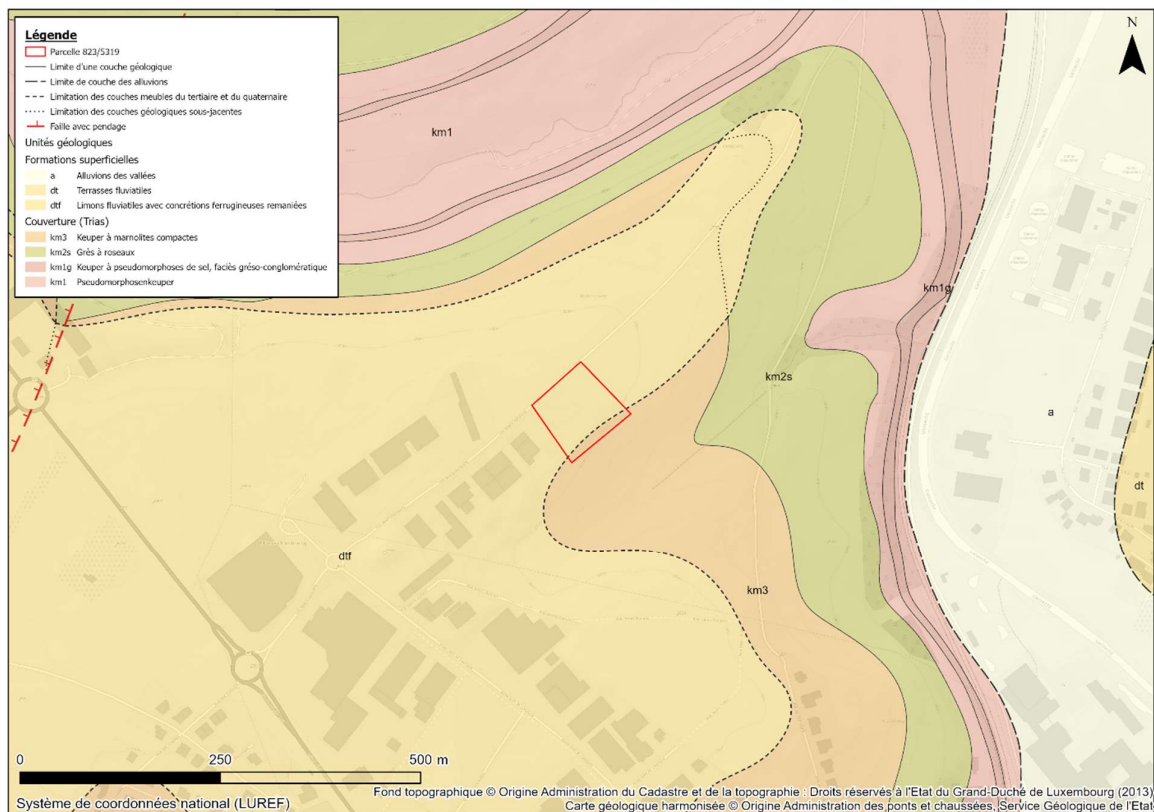 Légende
Parcelle 823/5319
Limite d'une couche géologique
Limite de couche des alluvions
Limitation des couches meubles du tertiaire et du quaternaire
Limitation des couches géologiques sous-jacentes
Faille avec pendage
Unités géologiques
Formations superficielles
a Alluvions des vallées
dt Terrasses fluviatiles
dtf Limons fluviatiles avec concrétions ferrugineuses remaniées
Couverture (Trias)
km3 Keuper à marnolites compactes
km2s Grès à roseaux
km1g Keuper à pseudomorphoses de sel, faciès gréso-conglomératique
km1 Pseudomorphosenkeuper
N
km1
km1g
km2s
a
dt
dtf
km3
0 250 500 m
Système de coordonnées national (LUREF)
Fond topographique © Origine Administration du Cadastre et de la topographie : Droits réservés à l'Etat du Grand-Duché de Luxembourg (2013)
Carte géologique harmonisée © Origine Administration des ponts et chaussées, Service Géologique de l'Etat